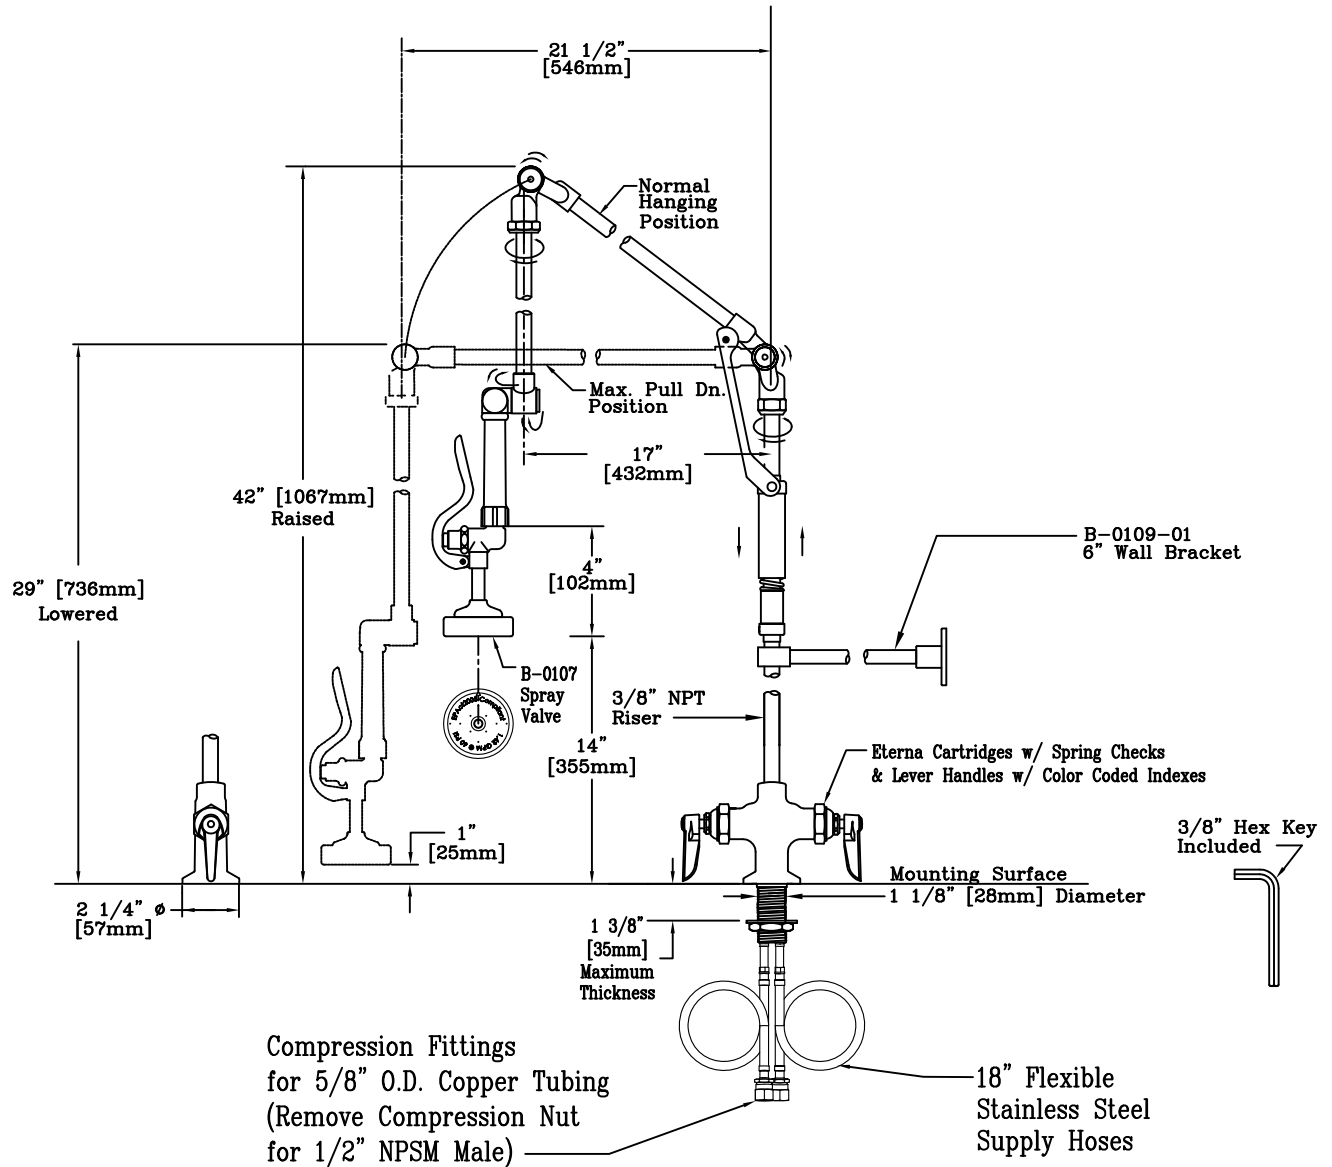 21 1/2”
[546mm]
Normal
Hanging
Position
Max. Pull Dn.
Position
17”
[432mm]
42” [1067mm]
Raised
B-0109-01
6” Wall Bracket
4”
[102mm]
29” [736mm]
Lowered
B-0107
Spray
Valve
3/8” NPT
Riser
14”
[355mm]
Eterna Cartridges w/ Spring Checks
& Lever Handles w/ Color Coded Indexes
1”
[25mm]
3/8” Hex Key
Included
Mounting Surface
1 1/8” [28mm] Diameter
2 1/4” ø
[57mm]
1 3/8”
[35mm]
Maximum
Thickness
Compression Fittings
for 5/8” O.D. Copper Tubing
(Remove Compression Nut
for 1/2” NPSM Male)
18” Flexible
Stainless Steel
Supply Hoses